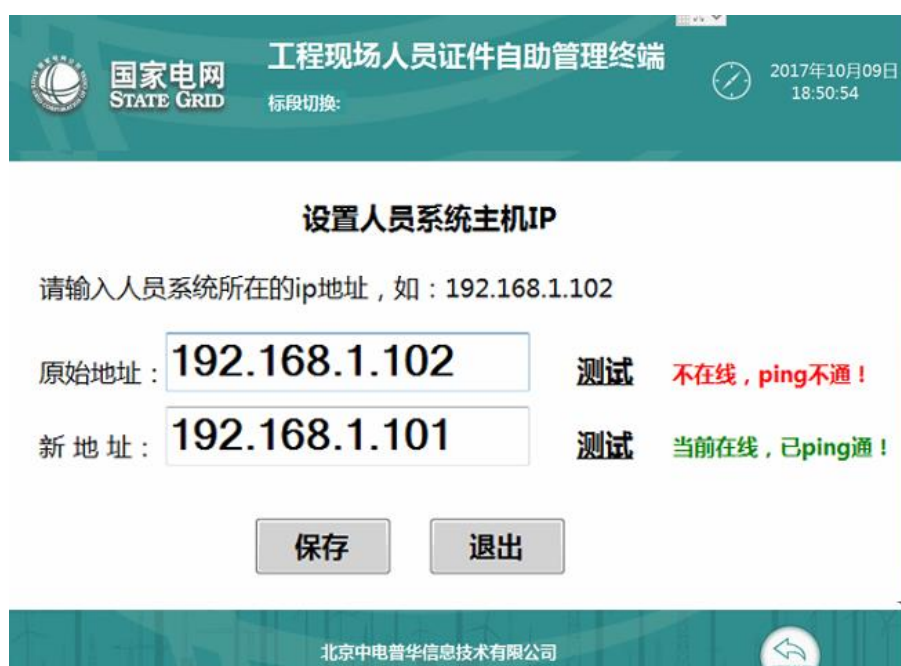 国家电网
STATE GRID
工程现场人员证件自助管理终端
标段切换:
2017年10月09日
18:50:54
设置人员系统主机IP
请输入人员系统所在的ip地址，如：192.168.1.102
原始地址： 192.168.1.102 测试 不在线，ping不通！
新 地 址： 192.168.1.101 测试 当前在线，已ping通！
保存 退出
北京中电普华信息技术有限公司